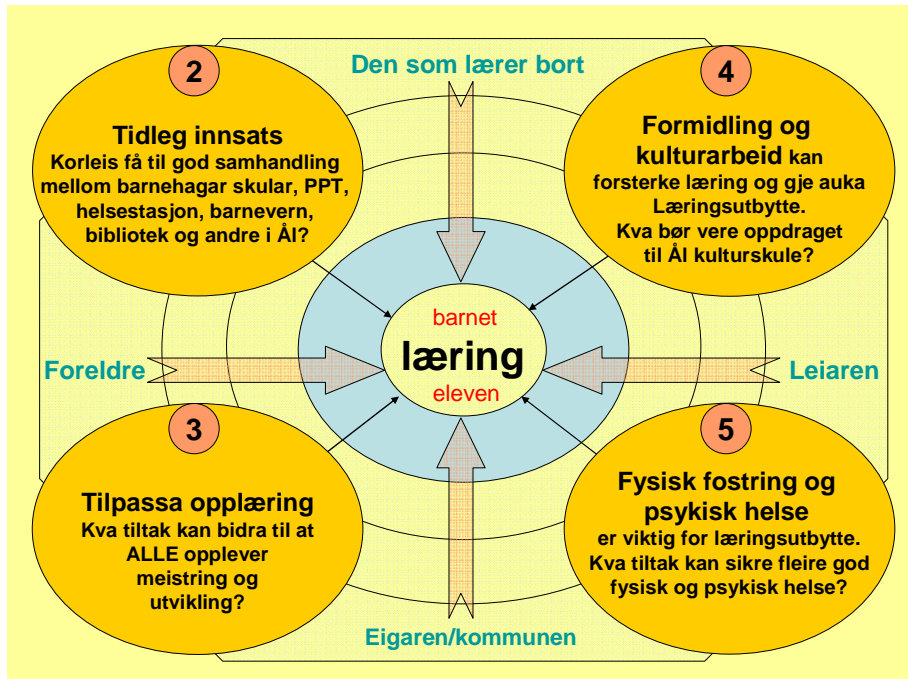 Den som lærer bort
2
Tidleg innsats
Korleis få til god samhandling
mellom barnehagar skular, PPT,
helsestasjon, barnevern,
bibliotek og andre i Ål?
4
Formidling og
kulturarbeid kan
forsterke læring og gje auka
Læringsutbytte.
Kva bør vere oppdraget
til Ål kulturskule?
Foreldre
barnet
læring
eleven
Leiaren
3
Tilpassa opplæring
Kva tiltak kan bidra til at
ALLE opplever
meistring og
utvikling?
5
Fysisk fostring og
psykisk helse
er viktig for læringsutbytte.
Kva tiltak kan sikre fleire god
fysisk og psykisk helse?
Eigaren/kommunen